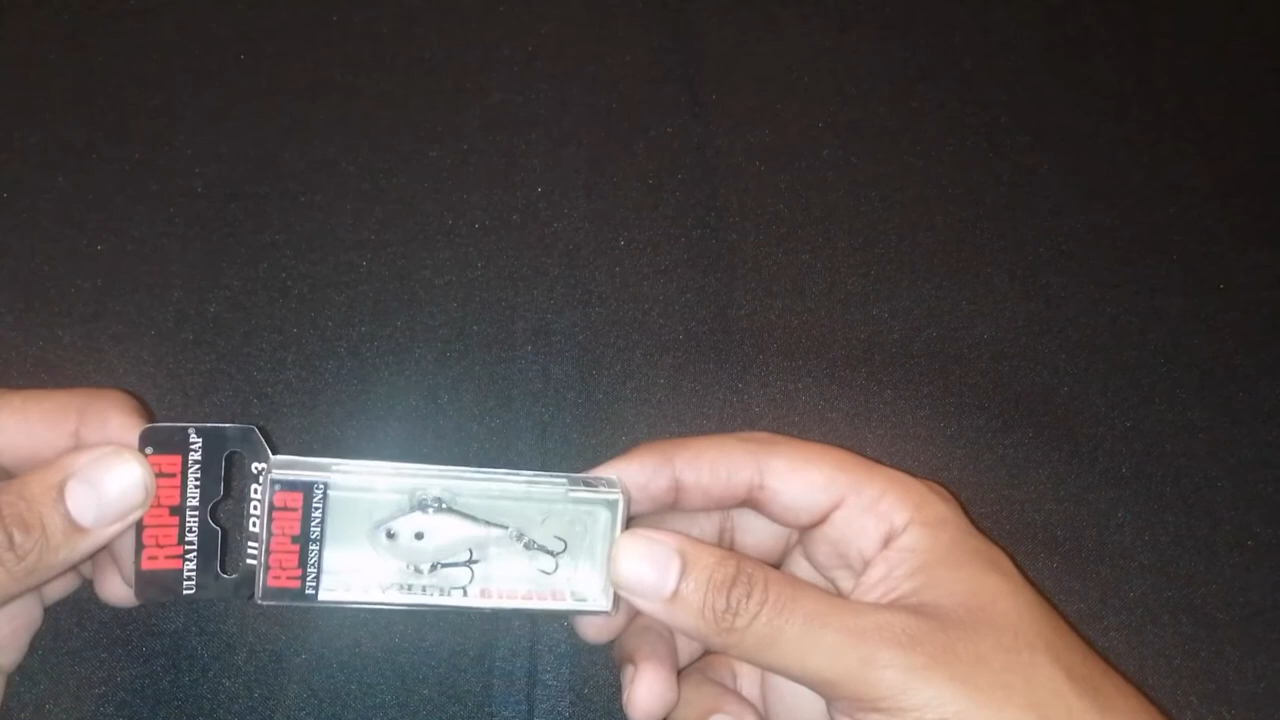 Rapala®
ULTRA LIGHT RIPPIN' RAP®
ULRPR-3
Rapala
FINESSE SINKING